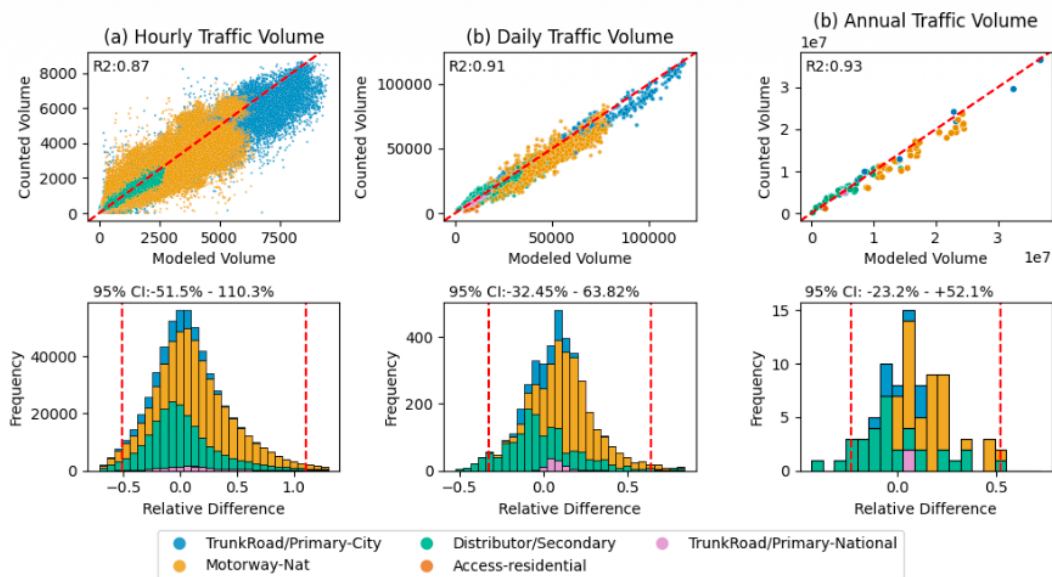 (a) Hourly Traffic Volume
(b) Daily Traffic Volume
(b) Annual Traffic Volume
1e7
R2:0.87
R2:0.91
R2:0.93
Counted Volume
8000
6000
4000
2000
0
0
2500
5000
7500
Modeled Volume
Counted Volume
100000
50000
0
0
50000
100000
Modeled Volume
Counted Volume
3
2
1
0
0
1
2
3
1e7
Modeled Volume
95% CI:-51.5% - 110.3%
95% CI:-32.45% - 63.82%
95% CI: -23.2% - +52.1%
Frequency
40000
20000
0
-0.5
0.0
0.5
1.0
Relative Difference
Frequency
400
200
0
-0.5
0.0
0.5
Relative Difference
Frequency
15
10
5
0
0.0
0.5
Relative Difference
TrunkRoad/Primary-City
Distributor/Secondary
TrunkRoad/Primary-National
Motorway-Nat
Access-residential